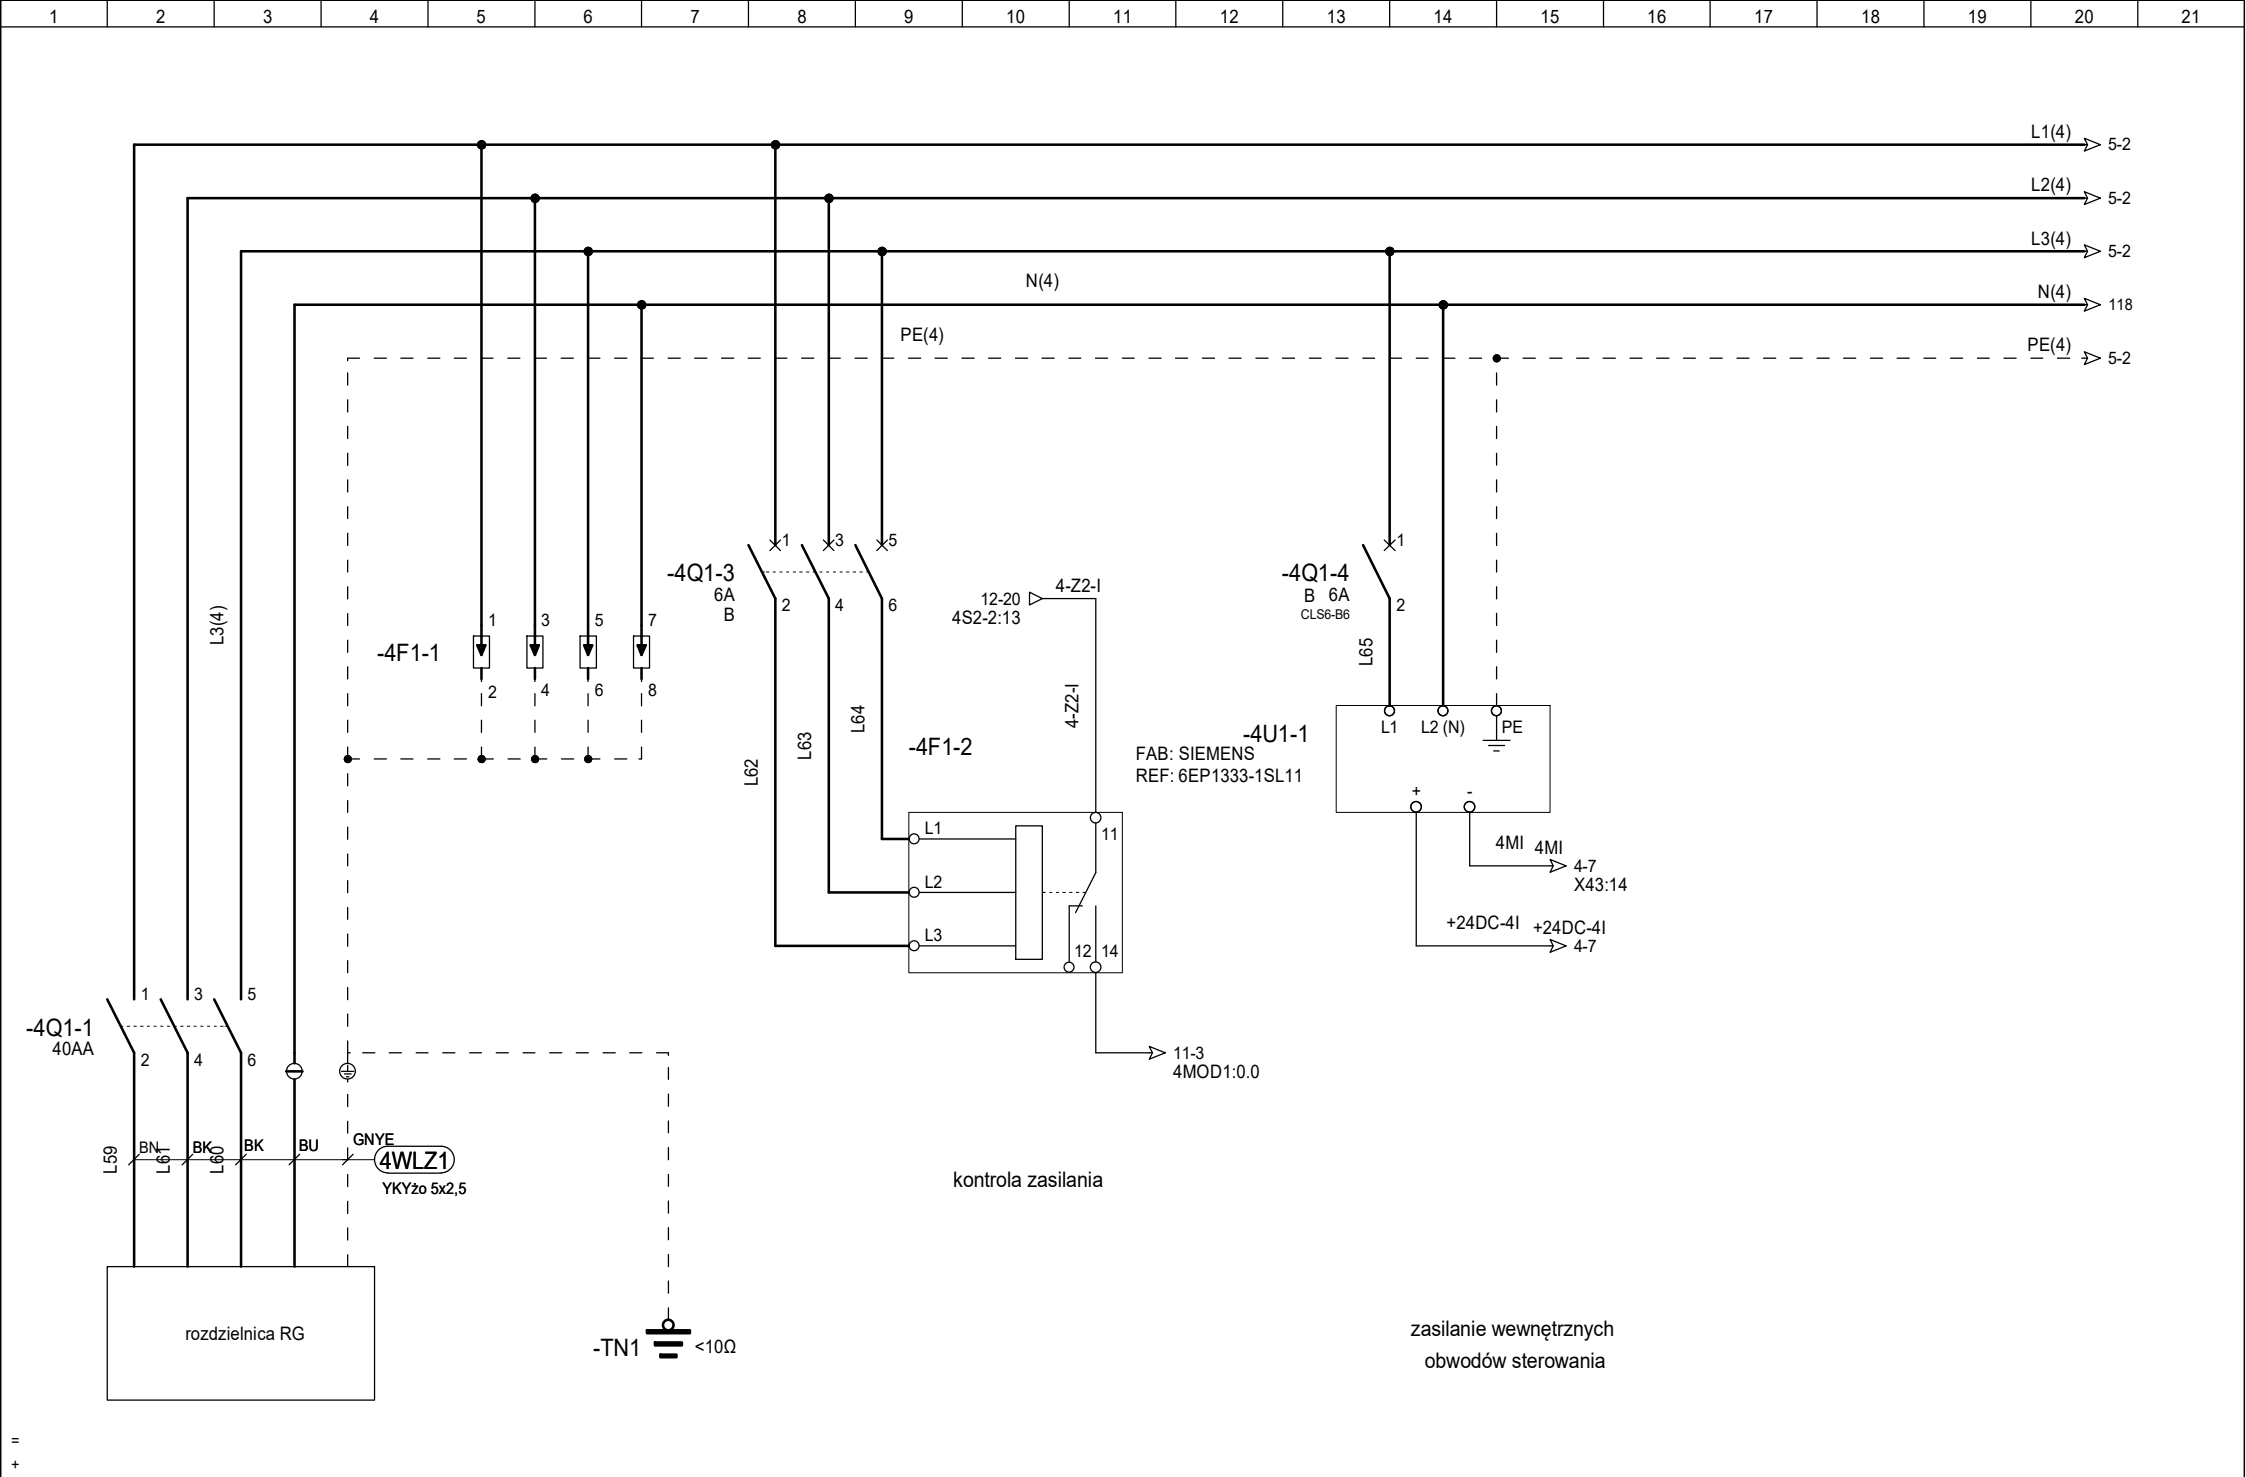 1 2 3 4 5 6 7 8 9 10 11 12 13 14 15 16 17 18 19 20 21
L1(4) 5-2
L2(4) 5-2
L3(4) 5-2
N(4)
N(4) 118
PE(4)
PE(4) 5-2
1 3 5
-4Q1-3
6A
B
2 4 6
4-Z2-I
12-20
4S2-2:13
1
-4Q1-4
B 6A
CLS6-B6
2
L3(4)
1 3 5 7
-4F1-1
2 4 6 8
L65
L62
L63
L64
4-Z2-I
-4F1-2
-4U1-1
FAB: SIEMENS
REF: 6EP1333-1SL11
L1 L2 (N) PE
+ -
L1
L2
L3
11
12 14
4MI 4MI
4-7
X43:14
+24DC-4I +24DC-4I
4-7
1 3 5
-4Q1-1
40AA
2 4 6
11-3
4MOD1:0.0
L59 BN L61 BK L60 BK BU GNYE
4WLZ1
YKYżo 5x2,5
kontrola zasilania
rozdzielnica RG
-TN1 <10Ω
zasilanie wewnętrznych
obwodów sterowania
=
+